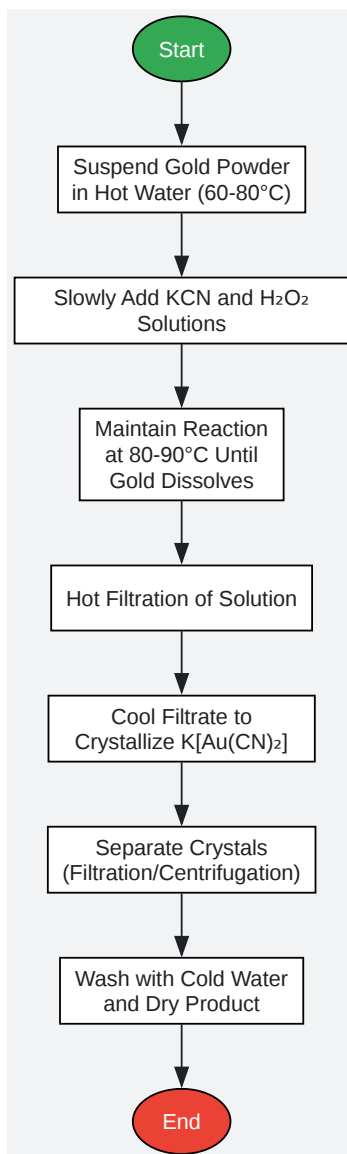 Start
Suspend Gold Powder
in Hot Water (60-80°C)
Slowly Add KCN and H₂O₂
Solutions
Maintain Reaction
at 80-90°C Until
Gold Dissolves
Hot Filtration of Solution
Cool Filtrate to
Crystallize K[Au(CN)₂]
Separate Crystals
(Filtration/Centrifugation)
Wash with Cold Water
and Dry Product
End